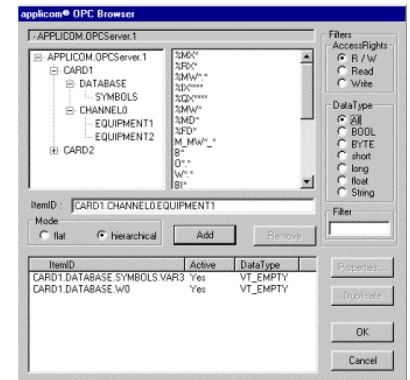 applicom® OPC Browser
- APPLICOM.OPCServer.1
APPLICOM.OPCServer.1
CARD1
DATABASE
SYMBOLS
CHANNEL0
EQUIPMENT1
EQUIPMENT2
CARD2
%MX*
%RX*
%MW*.*
%IX****
%QX****
%MW*
%MD*
%FD*
M_MW*_*
B*
O*.*
W*.*
BI*
Filters
AccessRights
R / W
Read
Write
DataType
All
BOOL
BYTE
short
long
float
String
Filter
ItemID : CARD1.CHANNEL0.EQUIPMENT1
Mode
flat hierarchical Add Remove
ItemID Active DataType
CARD1.DATABASE.SYMBOLS.VAR3 Yes VT_EMPTY
CARD1.DATABASE.W0 Yes VT_EMPTY
Properties ...
Duplicate
OK
Cancel